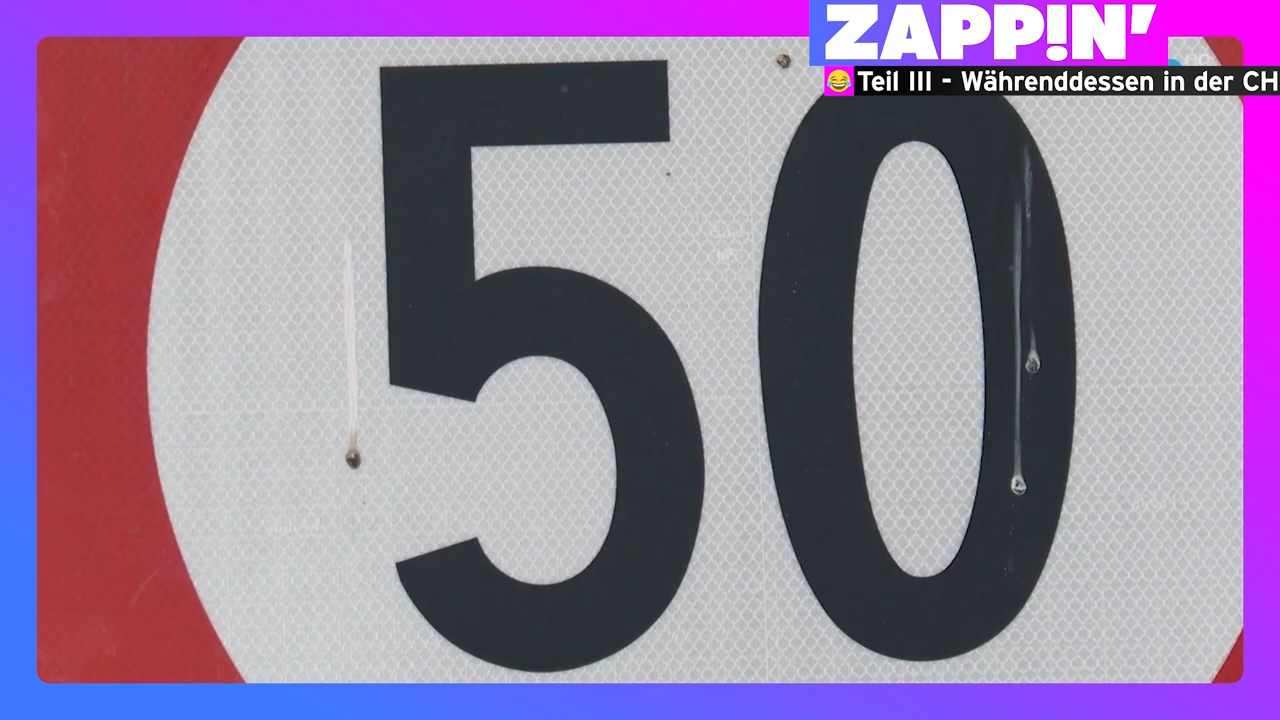 ZAPP!N'
😂 Teil III - Währenddessen in der CH
50